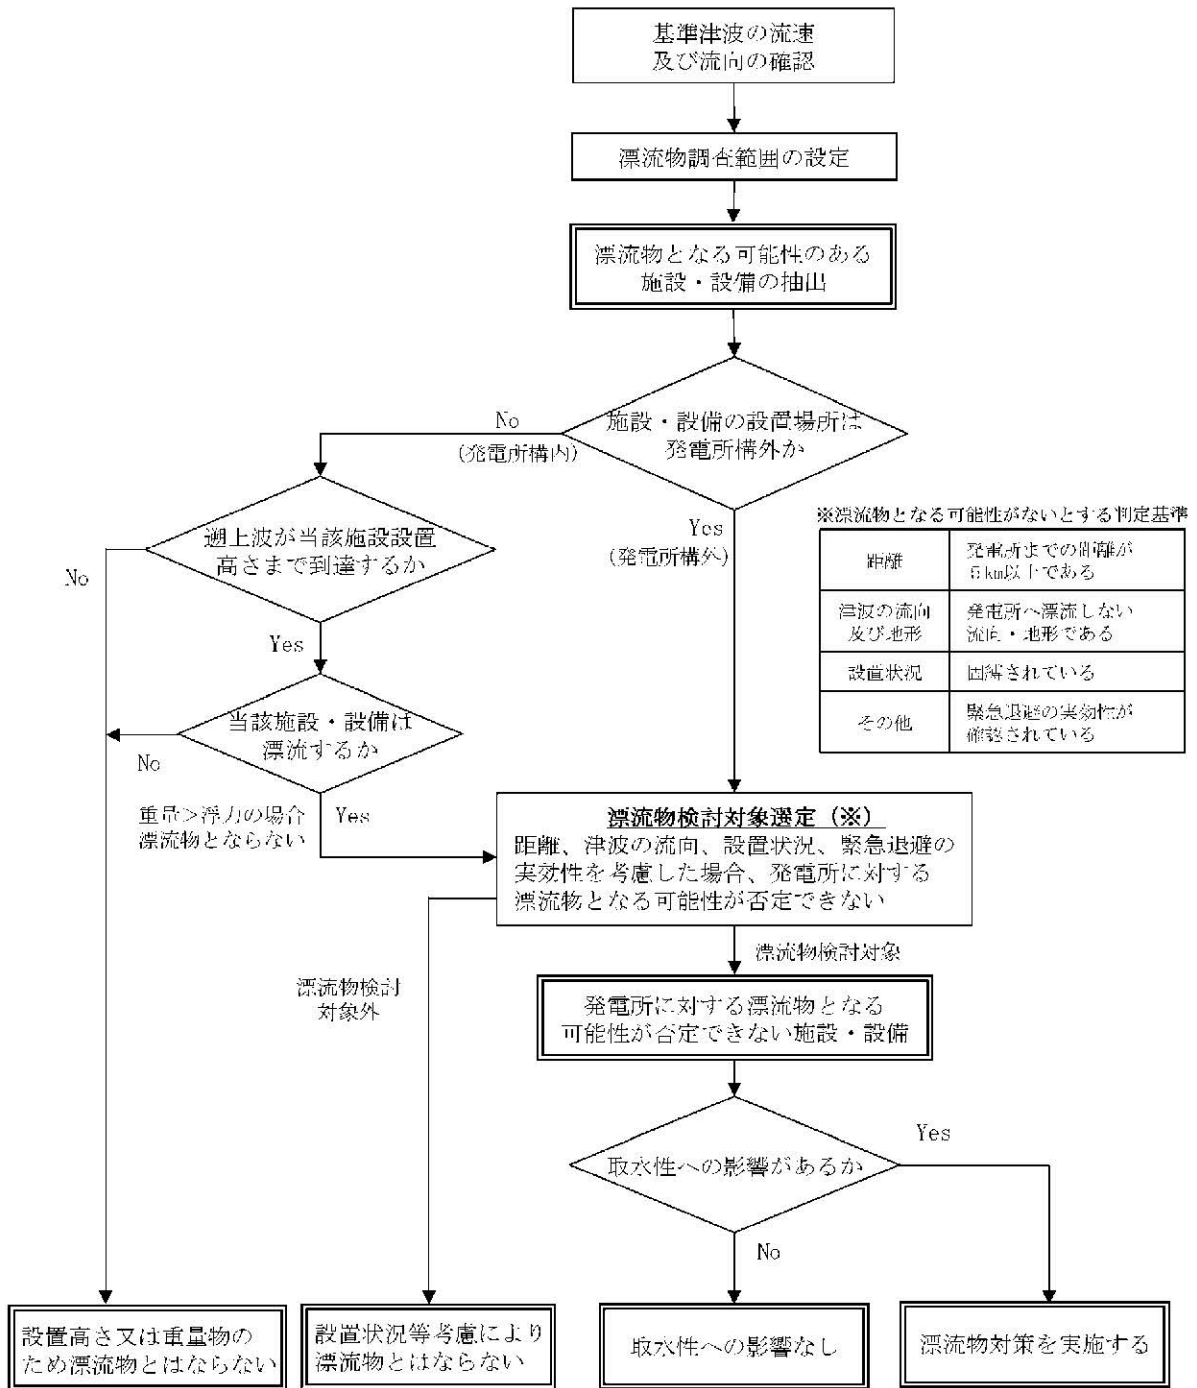 基準津波の流速
及び流向の確認
漂流物調査範囲の設定
漂流物となる可能性のある
施設・設備の抽出
施設・設備の設置場所は
発電所構外か
No
(発電所構内)
Yes
(発電所構外)
遡上波が当該施設設置
高さまで到達するか
No
Yes
当該施設・設備は
漂流するか
No
重量>浮力の場合
漂流物とならない
Yes
※漂流物となる可能性がないとする判定基準
距離
発電所までの距離が
5km以上である
津波の流向
及び地形
発電所へ漂流しない
流向・地形である
設置状況
固縛されている
その他
緊急退避の実効性が
確認されている
漂流物検討対象選定(※)
距離、津波の流向、設置状況、緊急退避の
実効性を考慮した場合、発電所に対する
漂流物となる可能性が否定できない
漂流物検討対象
漂流物検討
対象外
発電所に対する漂流物となる
可能性が否定できない施設・設備
取水性への影響があるか
Yes
No
設置高さ又は重量物の
ため漂流物とはならない
設置状況等考慮により
漂流物とはならない
取水性への影響なし
漂流物対策を実施する